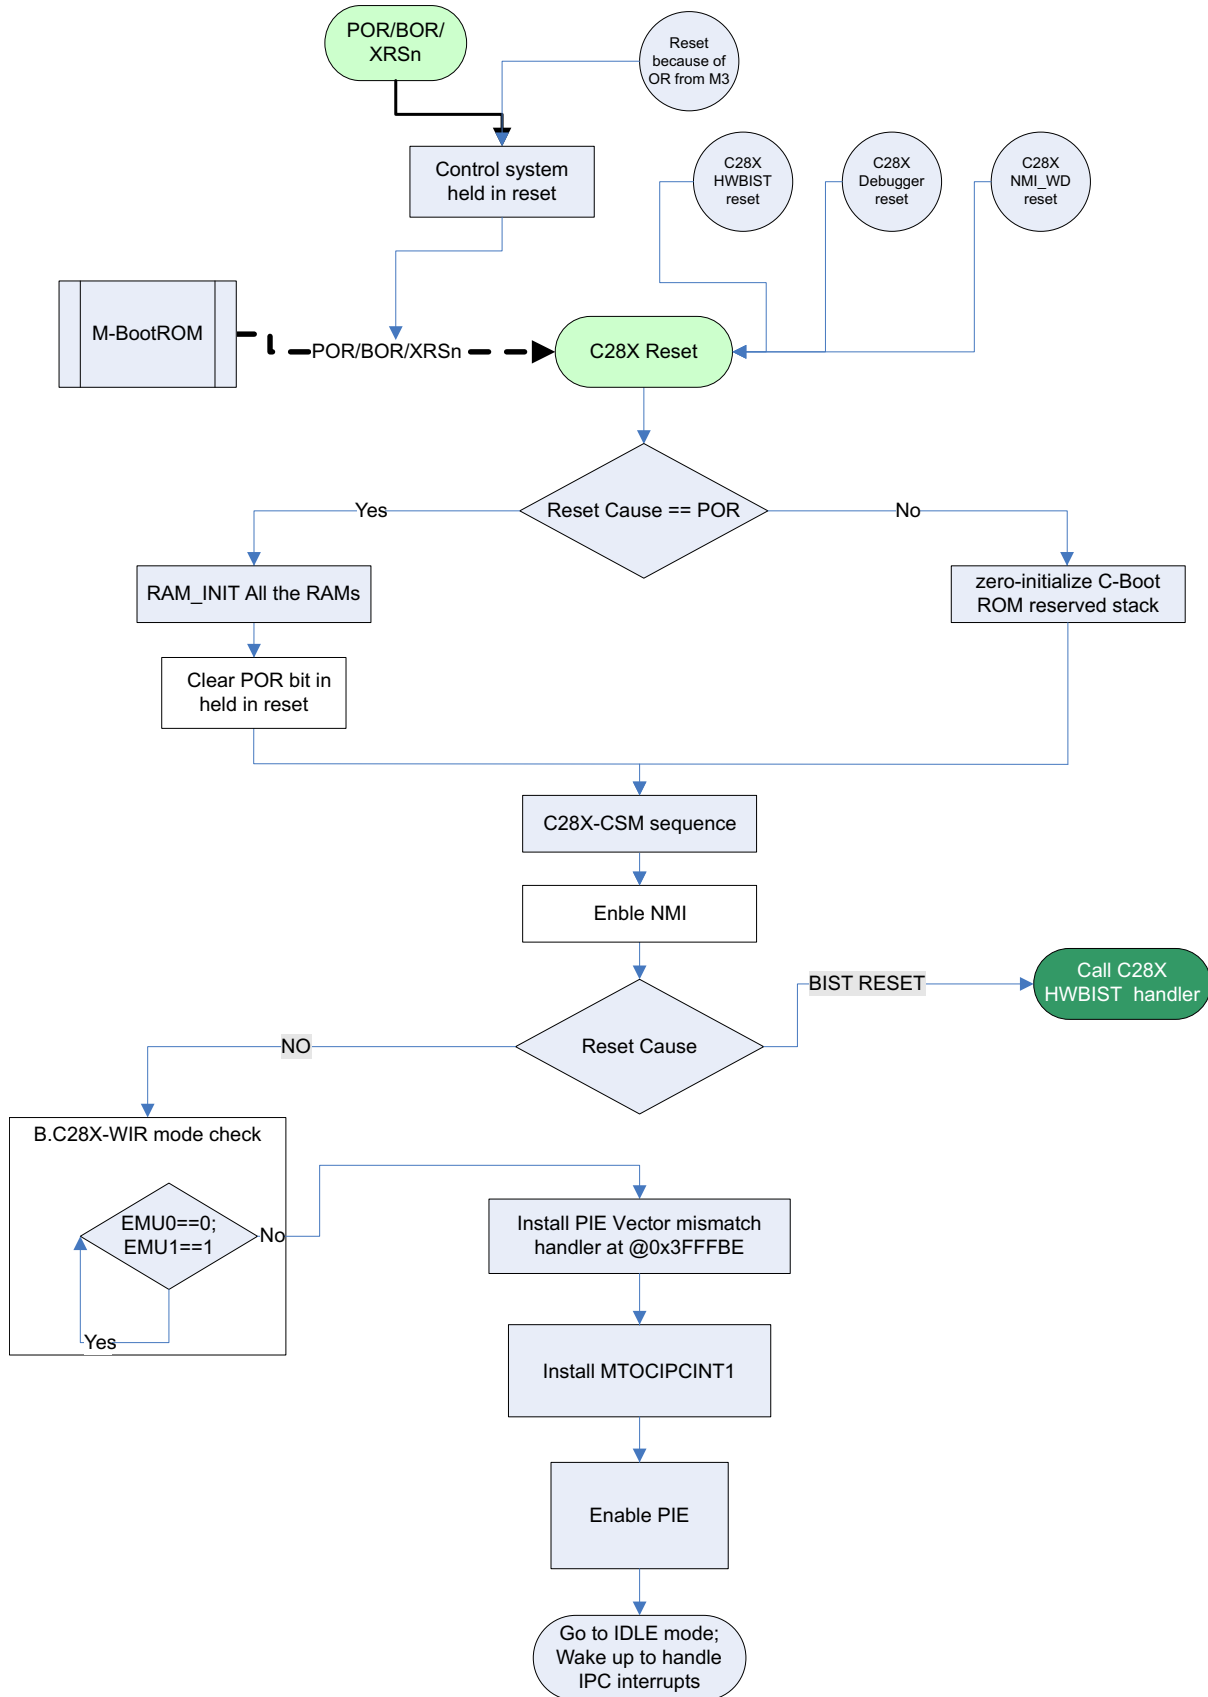 POR/BOR/
XRSn
Reset
because of
OR from M3
Control system
held in reset
C28X
HWBIST
reset
C28X
Debugger
reset
C28X
NMI_WD
reset
M-BootROM
POR/BOR/XRSn
C28X Reset
Reset Cause == POR
Yes
No
RAM_INIT All the RAMs
zero-initialize C-Boot
ROM reserved stack
Clear POR bit in
held in reset
C28X-CSM sequence
Enble NMI
Reset Cause
BIST RESET
Call C28X
HWBIST handler
NO
B.C28X-WIR mode check
EMU0==0;
EMU1==1
No
Yes
Install PIE Vector mismatch
handler at @0x3FFFBE
Install MTOCIPCINT1
Enable PIE
Go to IDLE mode;
Wake up to handle
IPC interrupts